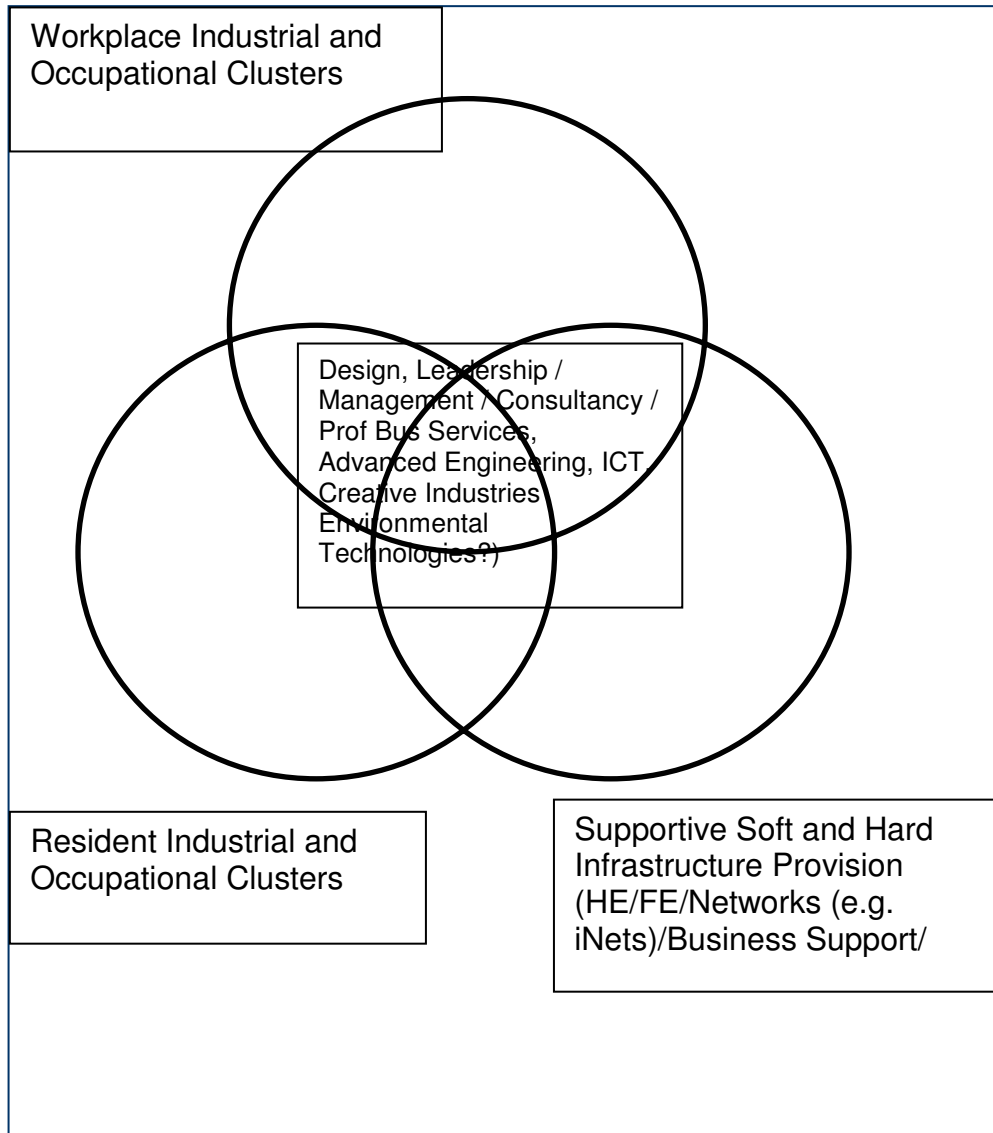 Workplace Industrial and
Occupational Clusters
Design, Leadership /
Management / Consultancy /
Prof Bus Services,
Advanced Engineering, ICT,
Creative Industries
Environmental
Technologies?)
Resident Industrial and
Occupational Clusters
Supportive Soft and Hard
Infrastructure Provision
(HE/FE/Networks (e.g.
iNets)/Business Support/